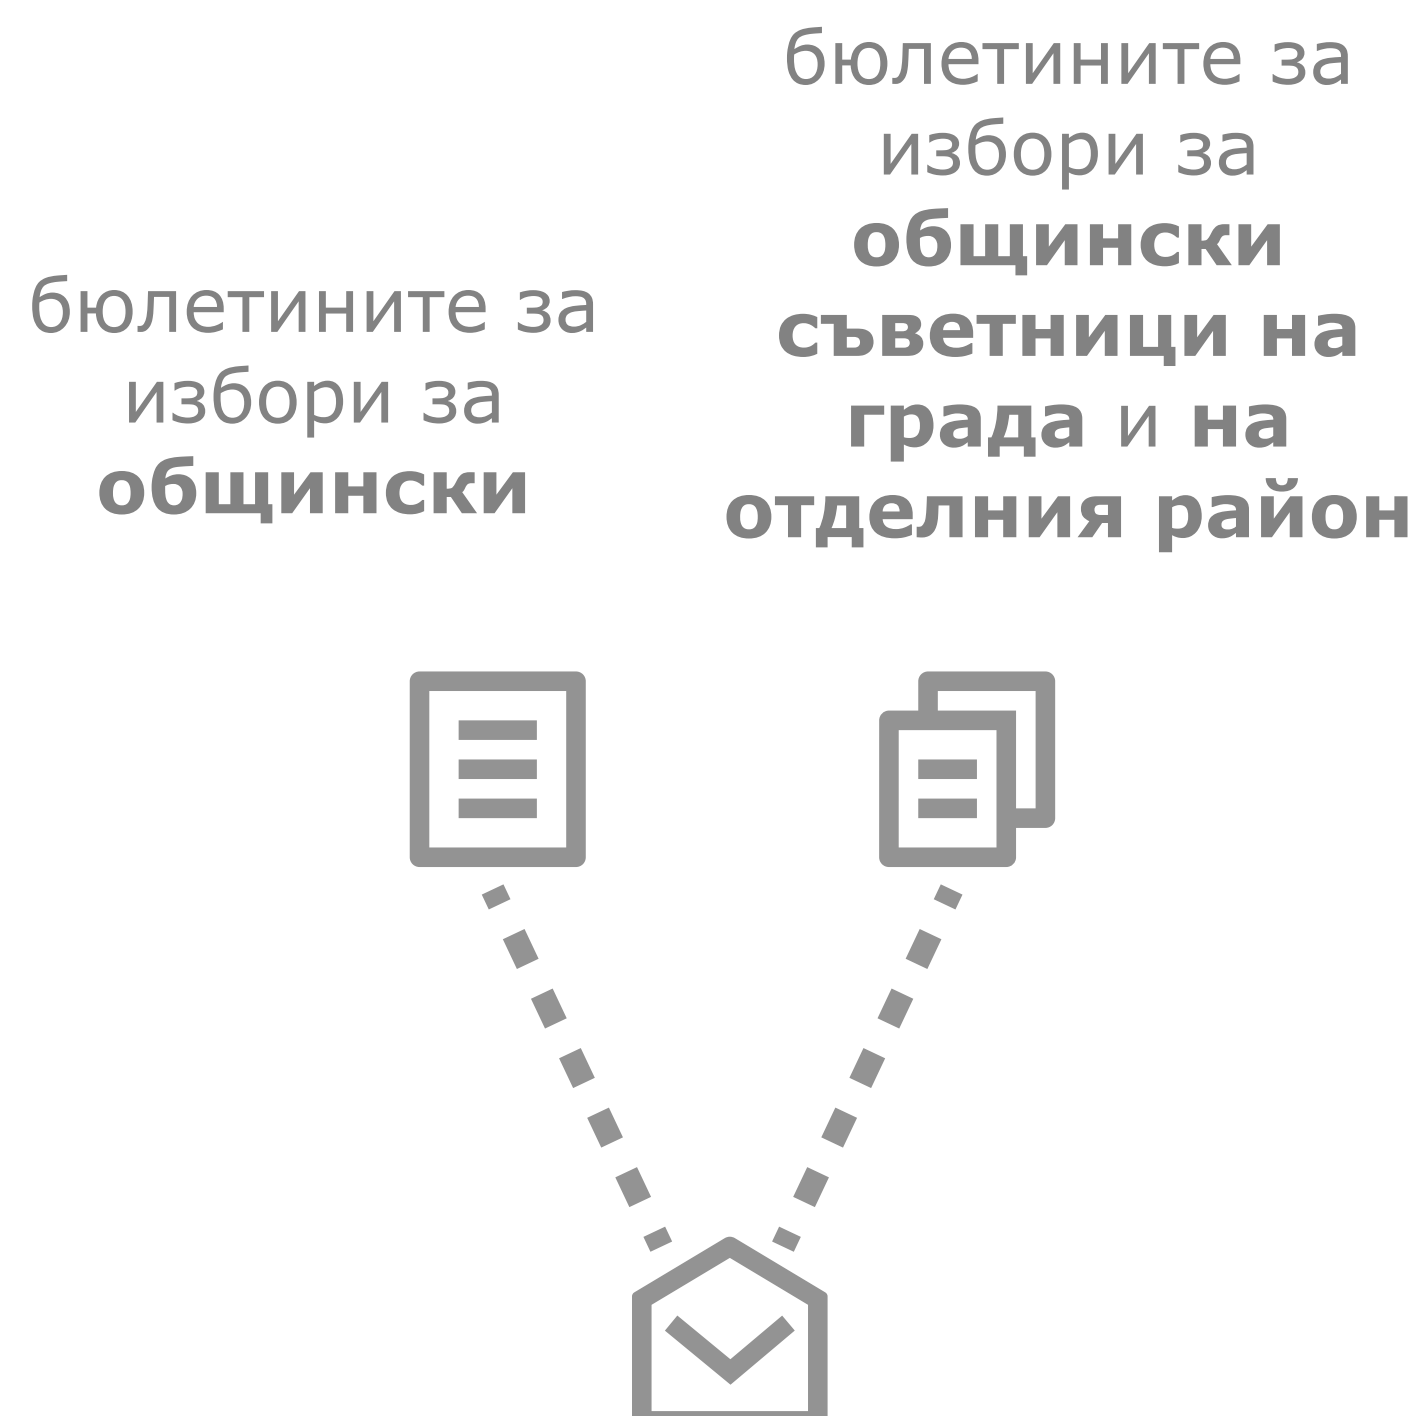 бюлетините за
избори за
общински
бюлетините за
избори за
общински
съветници на
града и на
отделния район